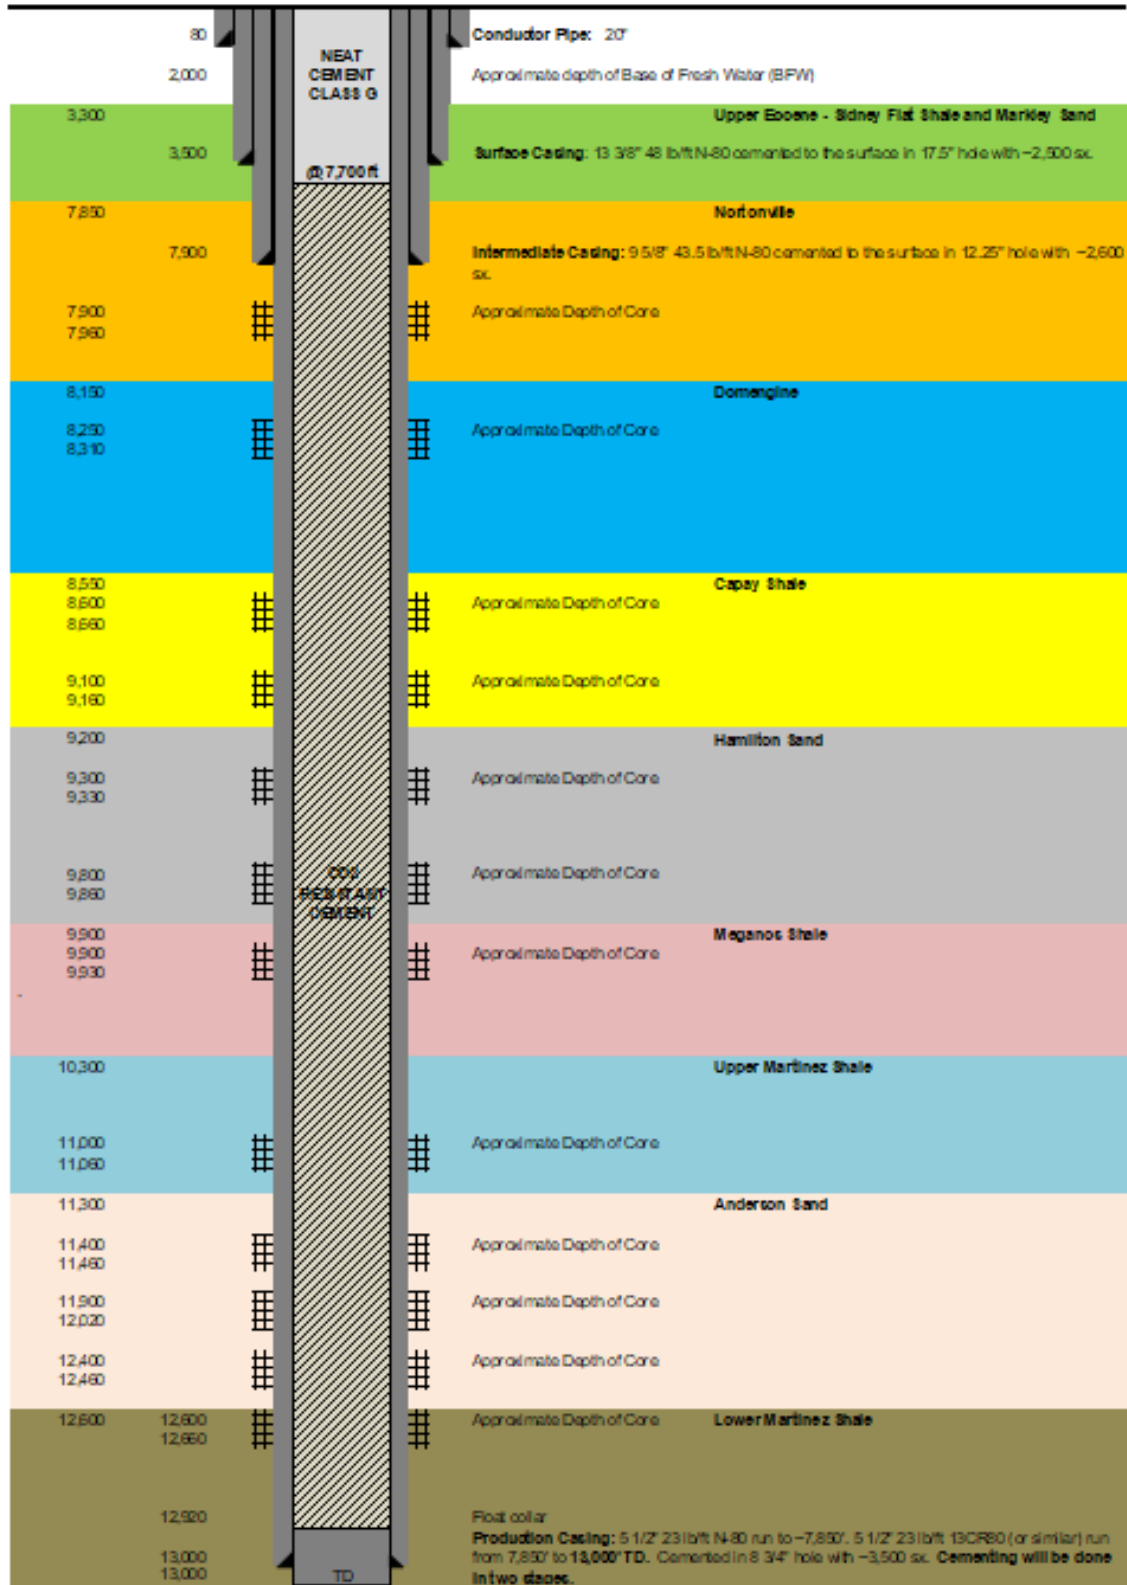 80 Conductor Pipe: 20"
NEAT
CEMENT
CLASS G
2,000 Approximate depth of Base of Fresh Water (BFW)
3,300 Upper Eocene - Sidney Flat Shale and Markley Sand
3,500 Surface Casing: 13 3/8" 48 lb/ft N-80 cemented to the surface in 17.5" hole with ~2,500 sx.
@ 7,700 ft
7,850 Nortonville
7,900 Intermediate Casing: 9 5/8" 43.5 lb/ft N-80 cemented to the surface in 12.25" hole with ~2,600
sx.
7,900 Approximate Depth of Core
7,960
8,150 Domengine
8,250 Approximate Depth of Core
8,310
8,550 Capay Shale
8,600 Approximate Depth of Core
8,660
9,100 Approximate Depth of Core
9,160
9,200 Hamilton Sand
9,300 Approximate Depth of Core
9,330
9,800 Approximate Depth of Core
9,860
CO2
RESISTANT
CEMENT
9,900 Meganos Shale
9,900 Approximate Depth of Core
9,930
10,300 Upper Martinez Shale
11,000 Approximate Depth of Core
11,060
11,300 Anderson Sand
11,400 Approximate Depth of Core
11,460
11,900 Approximate Depth of Core
12,020
12,400 Approximate Depth of Core
12,460
12,600 12,600 Approximate Depth of Core Lower Martinez Shale
12,660
12,920 Float collar
Production Casing: 5 1/2" 23 lb/ft N-80 run to ~7,850'. 5 1/2" 23 lb/ft 13CR80 (or similar) run
13,000 from 7,850' to 13,000' TD. Cemented in 8 3/4" hole with ~3,500 sx. Cementing will be done
13,000 TD in two stages.